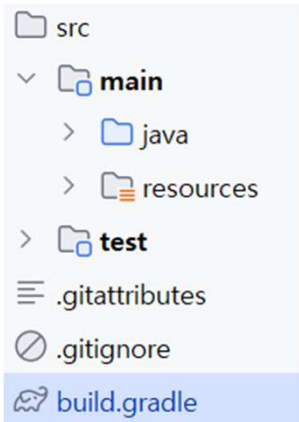 src
main
java
resources
test
.gitattributes
.gitignore
build.gradle